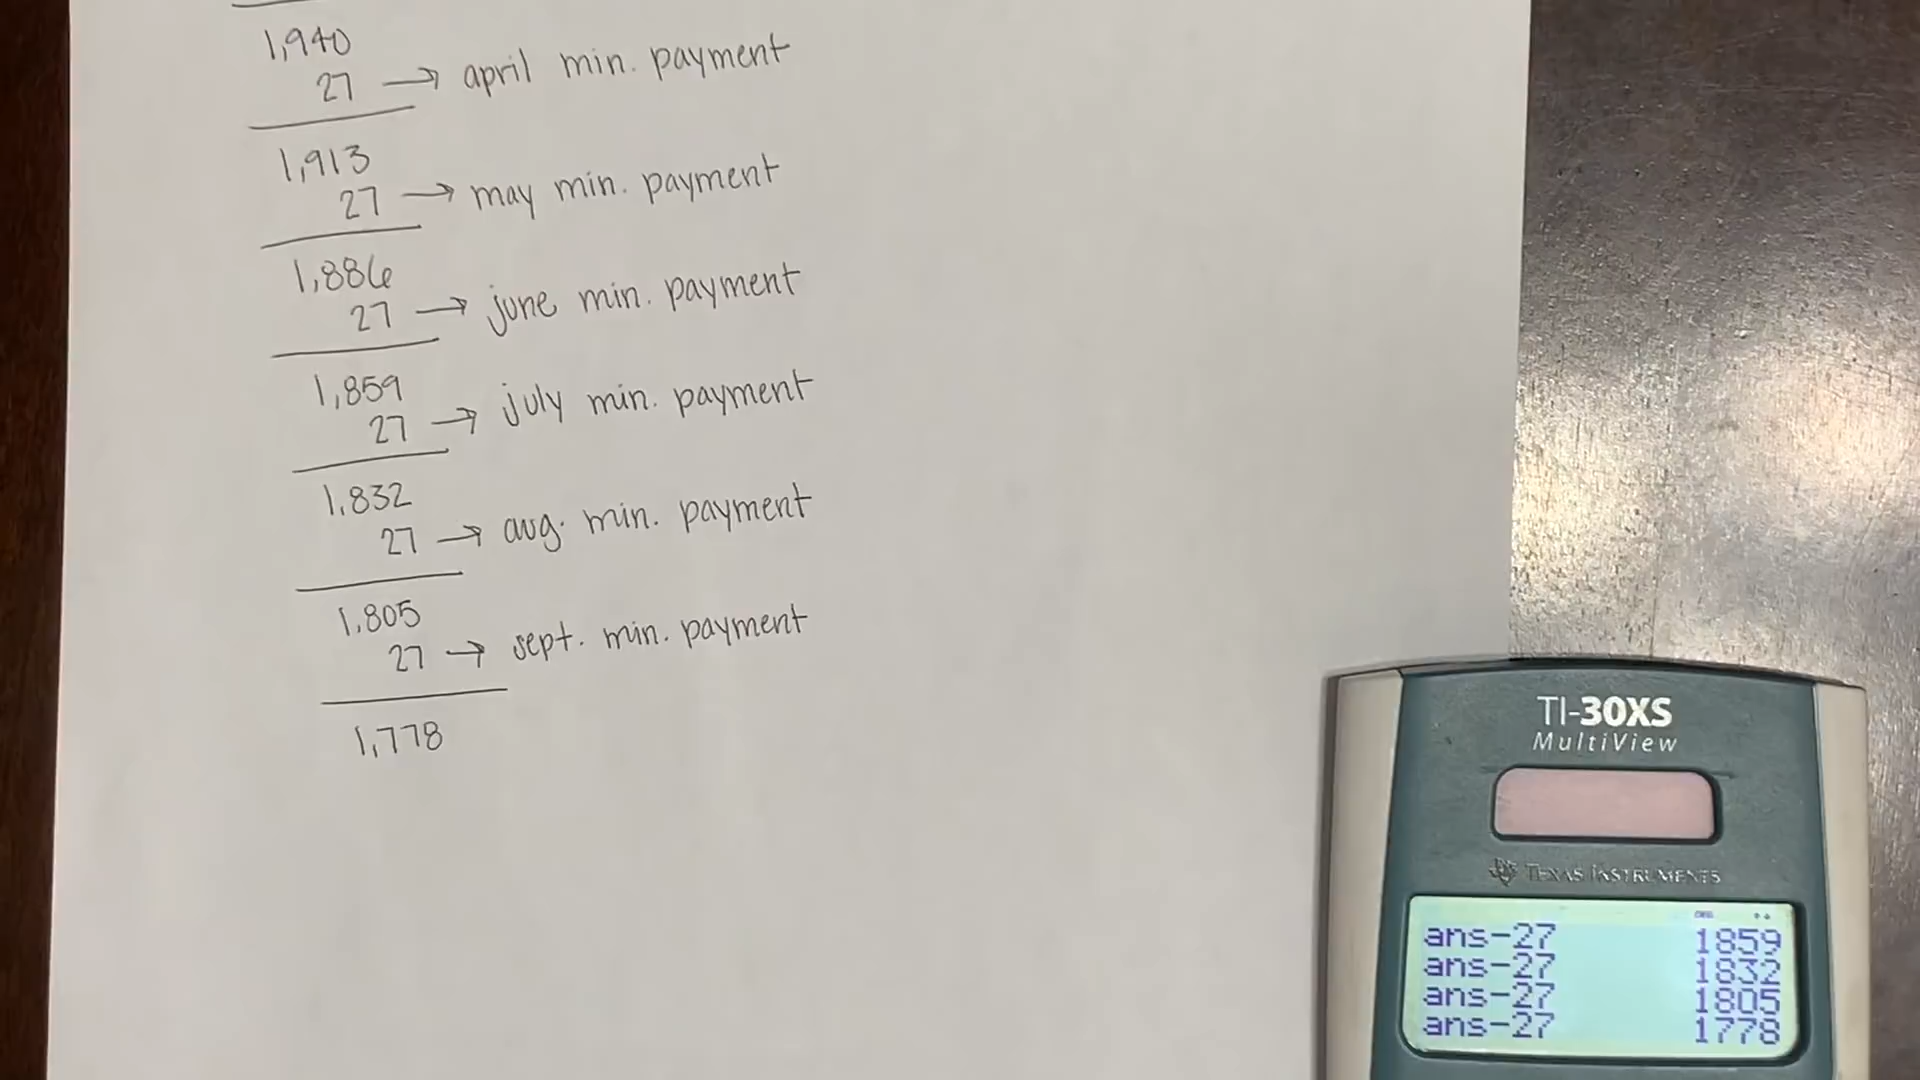 1,940
27 → april min. payment
1,913
27 → may min. payment
1,886
27 → june min. payment
1,859
27 → july min. payment
1,832
27 → aug. min. payment
1,805
27 → sept. min. payment
1,778
TI-30XS
MultiView
TEXAS INSTRUMENTS
DEG
ans-27 1859
ans-27 1832
ans-27 1805
ans-27 1778